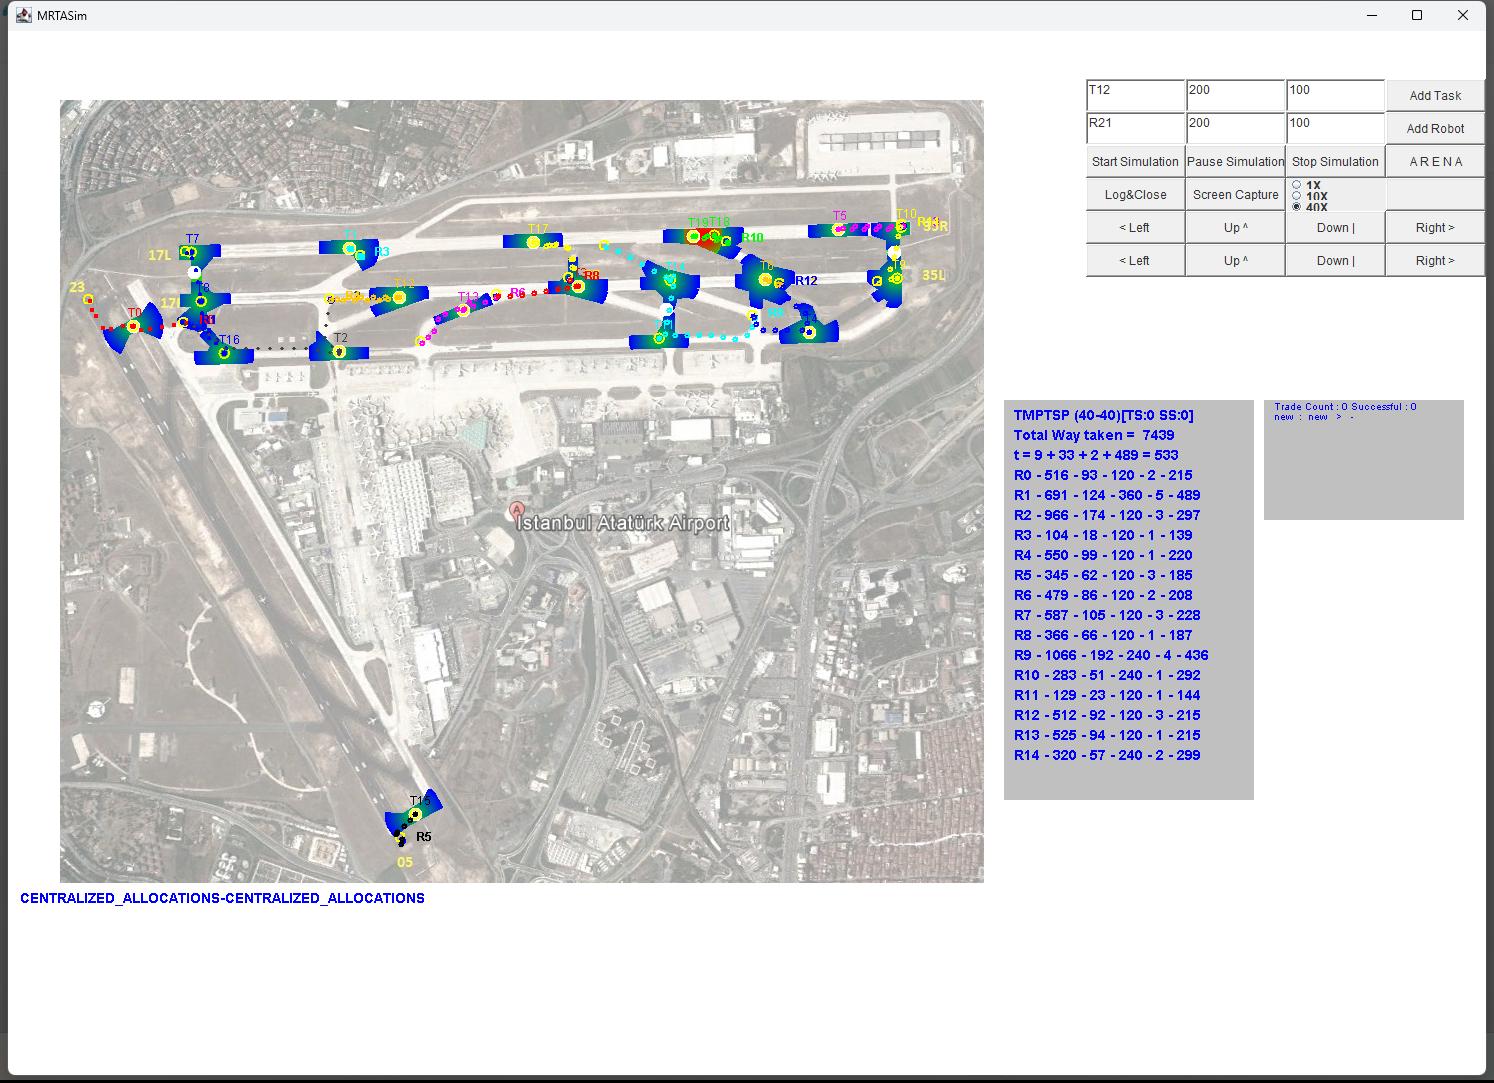 MRTASim
T12 200 100 Add Task
R21 200 100 Add Robot
Start Simulation Pause Simulation Stop Simulation A R E N A
Log&Close Screen Capture 1X
10X
40X
< Left Up ^ Down | Right >
< Left Up ^ Down | Right >
T10
T5
T19 T18
35R
T17
R10
T7
T1
R3
17L
T9
35L
T6
R12
R8
23
T8
T13
R6
T0
T16
T2
TMPTSP (40-40)[TS:0 SS:0]
Total Way taken = 7439
t = 9 + 33 + 2 + 489 = 533
R0 - 516 - 93 - 120 - 2 - 215
R1 - 691 - 124 - 360 - 5 - 489
R2 - 966 - 174 - 120 - 3 - 297
R3 - 104 - 18 - 120 - 1 - 139
R4 - 550 - 99 - 120 - 1 - 220
R5 - 345 - 62 - 120 - 3 - 185
R6 - 479 - 86 - 120 - 2 - 208
R7 - 587 - 105 - 120 - 3 - 228
R8 - 366 - 66 - 120 - 1 - 187
R9 - 1066 - 192 - 240 - 4 - 436
R10 - 283 - 51 - 240 - 1 - 292
R11 - 129 - 23 - 120 - 1 - 144
R12 - 512 - 92 - 120 - 3 - 215
R13 - 525 - 94 - 120 - 1 - 215
R14 - 320 - 57 - 240 - 2 - 299
Trade Count : 0 Successful : 0
new : new > -
A
İstanbul Atatürk Airport
T15
R5
05
CENTRALIZED_ALLOCATIONS-CENTRALIZED_ALLOCATIONS